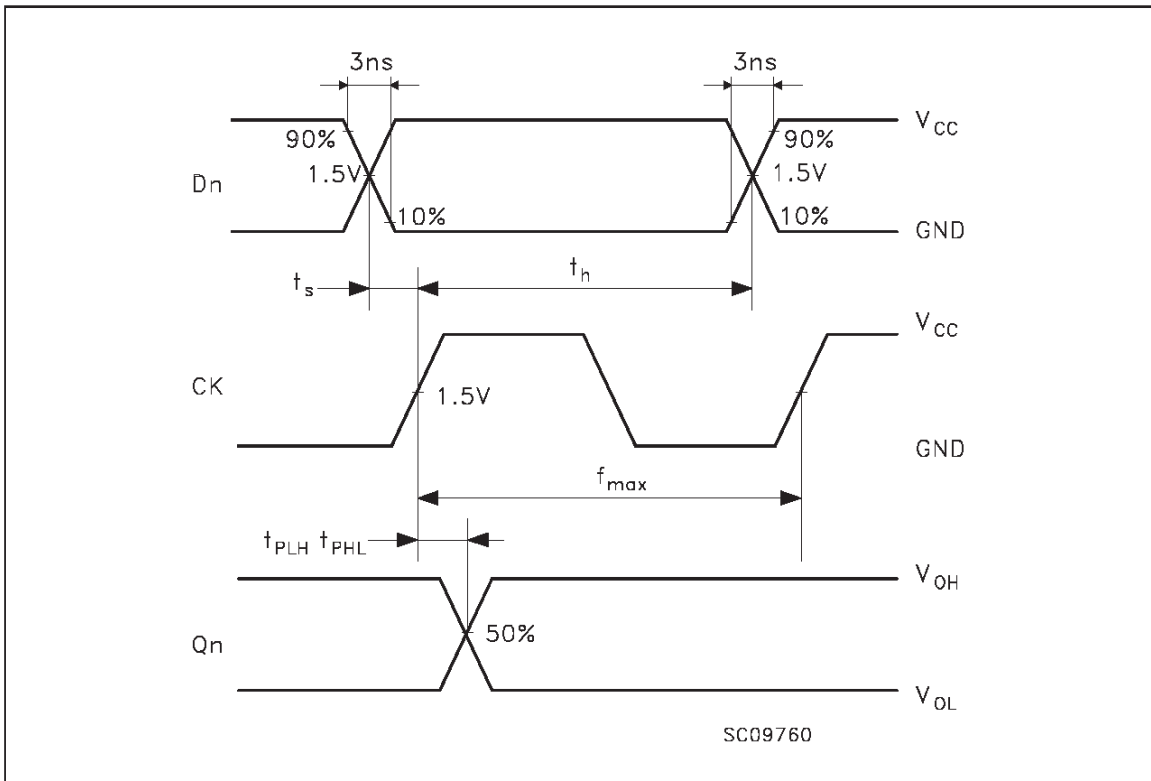 3ns 3ns
90% 90% V_CC
Dn 1.5V 1.5V
10% 10% GND
t_s t_h
V_CC
CK 1.5V
GND
f_max
t_PLH t_PHL
V_OH
Qn 50%
V_OL
SC09760